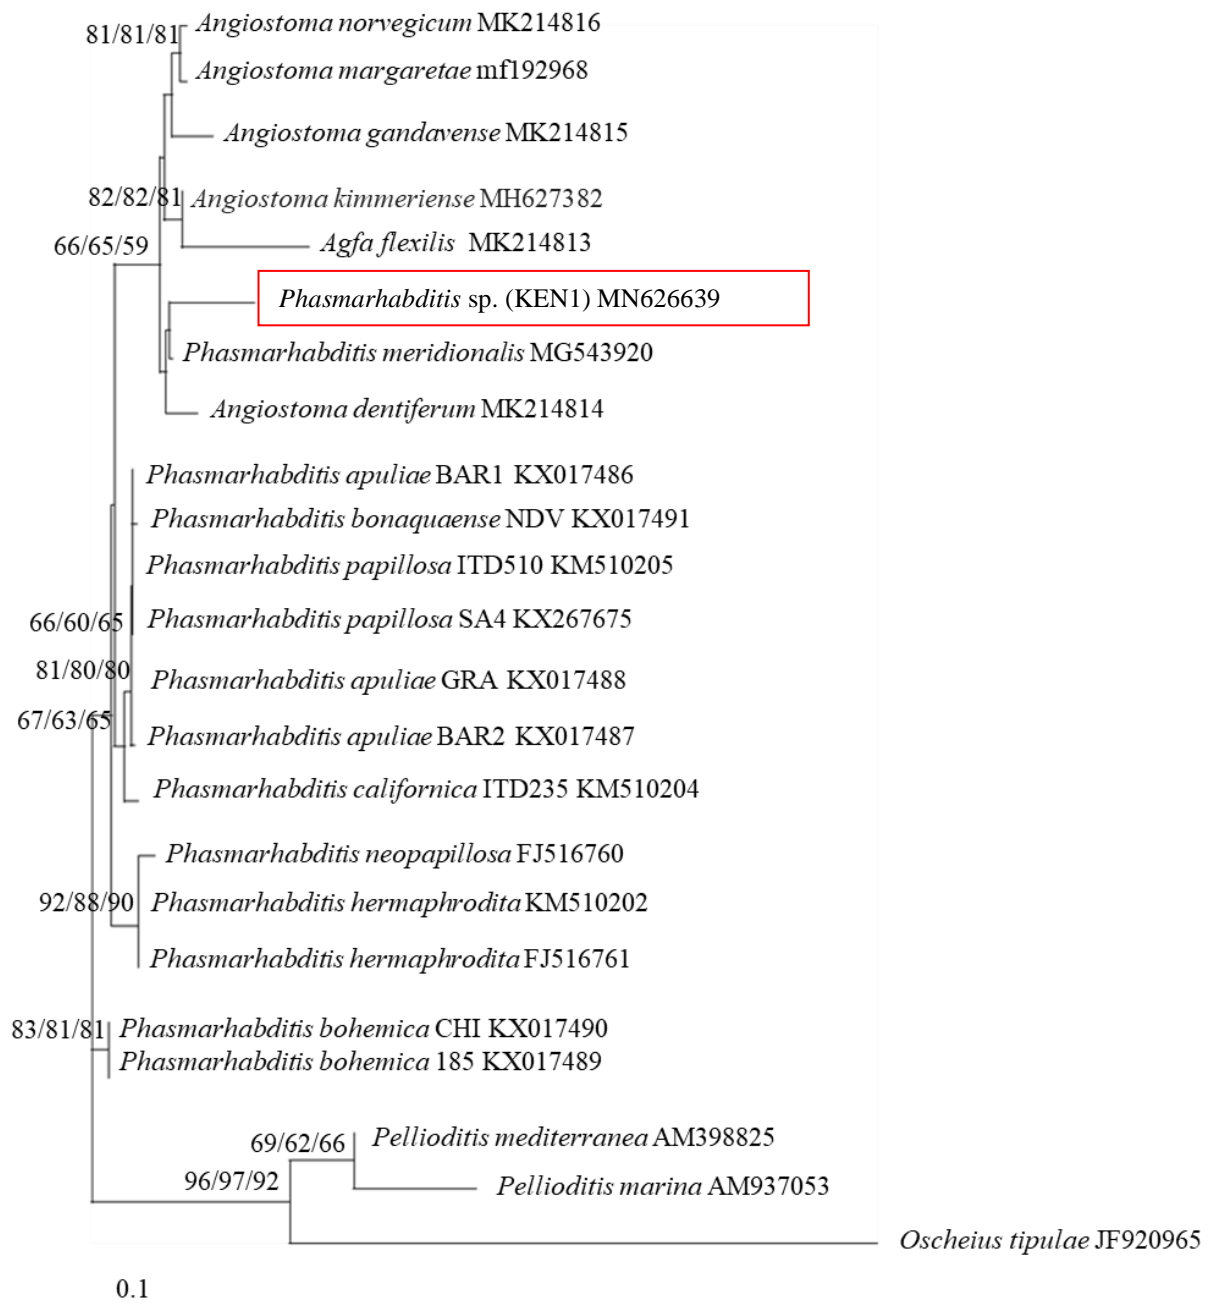 Angiostoma norvegicum MK214816
81/81/81
Angiostoma margaretae mf192968
Angiostoma gandavense MK214815
82/82/81
Angiostoma kimmeriense MH627382
66/65/59
Agfa flexilis MK214813
Phasmarhabditis sp. (KEN1) MN626639
Phasmarhabditis meridionalis MG543920
Angiostoma dentiferum MK214814
Phasmarhabditis apuliae BAR1 KX017486
Phasmarhabditis bonaquaense NDV KX017491
Phasmarhabditis papillosa ITD510 KM510205
66/60/65
Phasmarhabditis papillosa SA4 KX267675
81/80/80
Phasmarhabditis apuliae GRA KX017488
67/63/65
Phasmarhabditis apuliae BAR2 KX017487
Phasmarhabditis californica ITD235 KM510204
Phasmarhabditis neopapillosa FJ516760
92/88/90
Phasmarhabditis hermaphrodita KM510202
Phasmarhabditis hermaphrodita FJ516761
83/81/81
Phasmarhabditis bohemica CHI KX017490
Phasmarhabditis bohemica 185 KX017489
69/62/66
Pellioditis mediterranea AM398825
96/97/92
Pellioditis marina AM937053
Oscheius tipulae JF920965
0.1